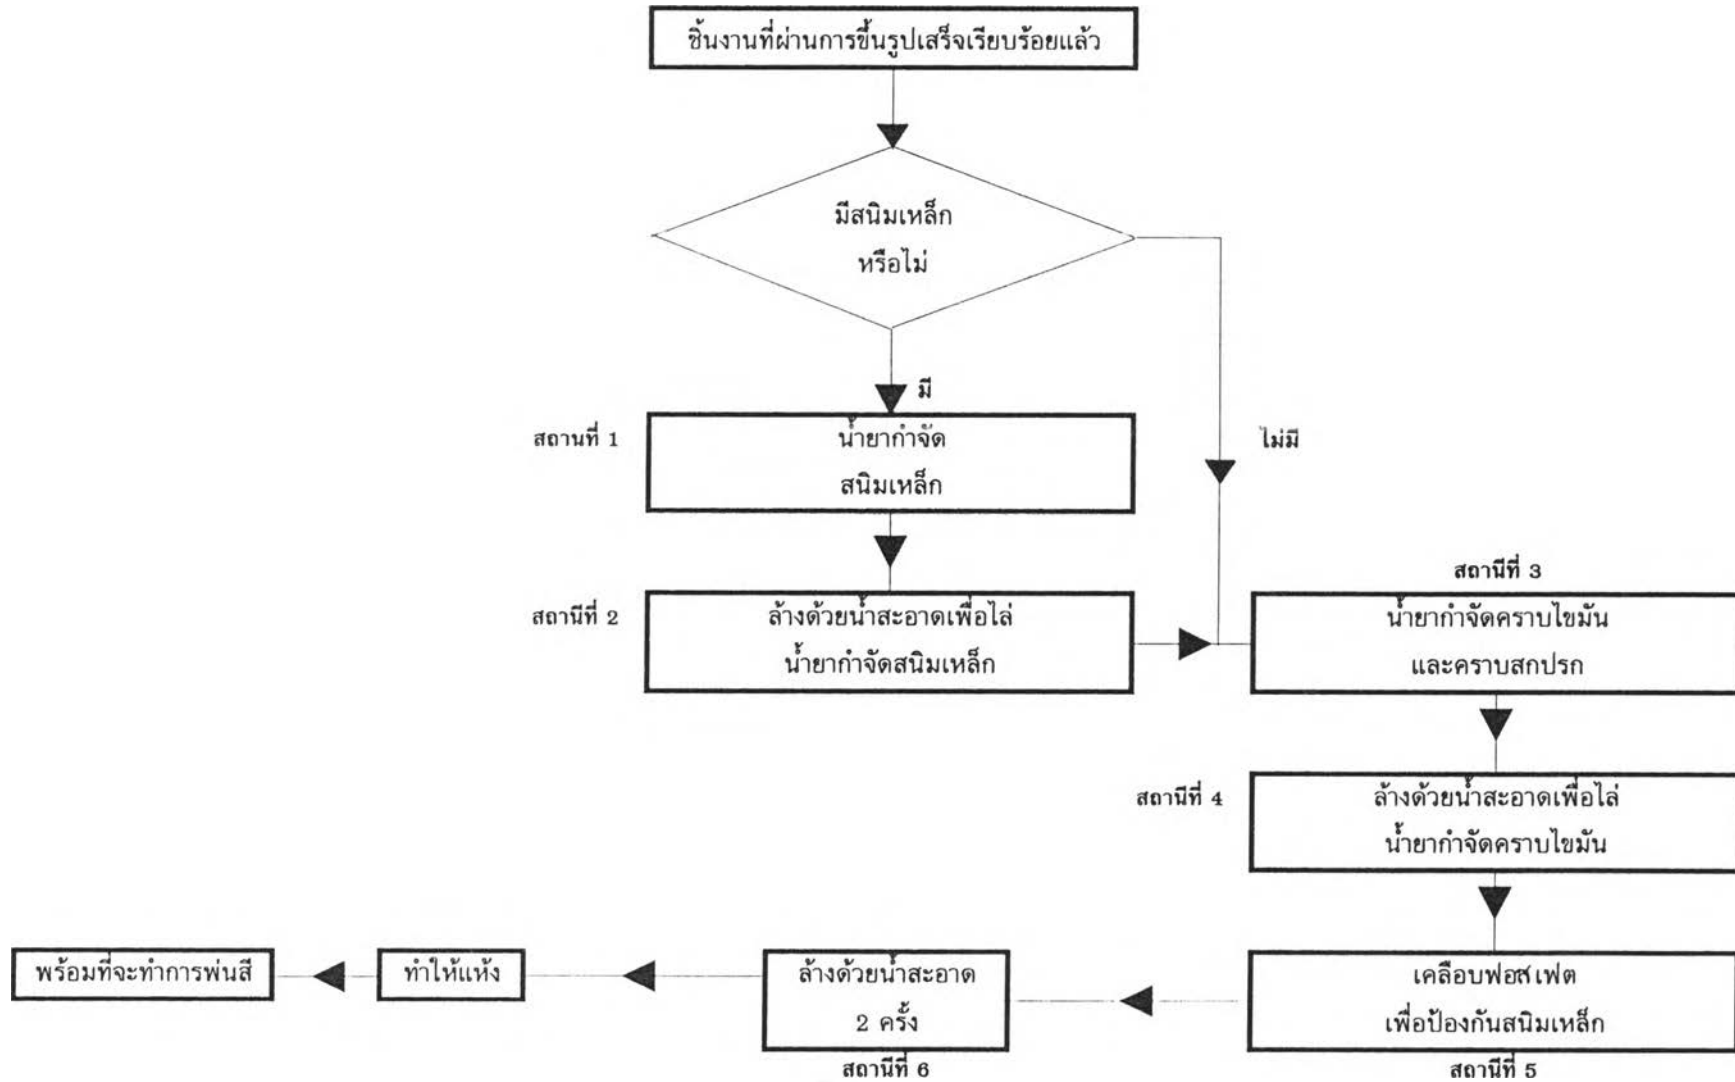 ชิ้นงานที่ผ่านการขึ้นรูปเสร็จเรียบร้อยแล้ว
มีสนิมเหล็ก
หรือไม่
มี
สถานที่ 1
น้ำยากำจัด
สนิมเหล็ก
ไม่มี
สถานีที่ 2
ล้างด้วยน้ำสะอาดเพื่อไล่
น้ำยากำจัดสนิมเหล็ก
สถานีที่ 3
น้ำยากำจัดคราบไขมัน
และคราบสกปรก
สถานีที่ 4
ล้างด้วยน้ำสะอาดเพื่อไล่
น้ำยากำจัดคราบไขมัน
เคลือบฟอสเฟต
เพื่อป้องกันสนิมเหล็ก
สถานีที่ 5
ล้างด้วยน้ำสะอาด
2 ครั้ง
สถานีที่ 6
ทำให้แห้ง
พร้อมที่จะทำการพ่นสี